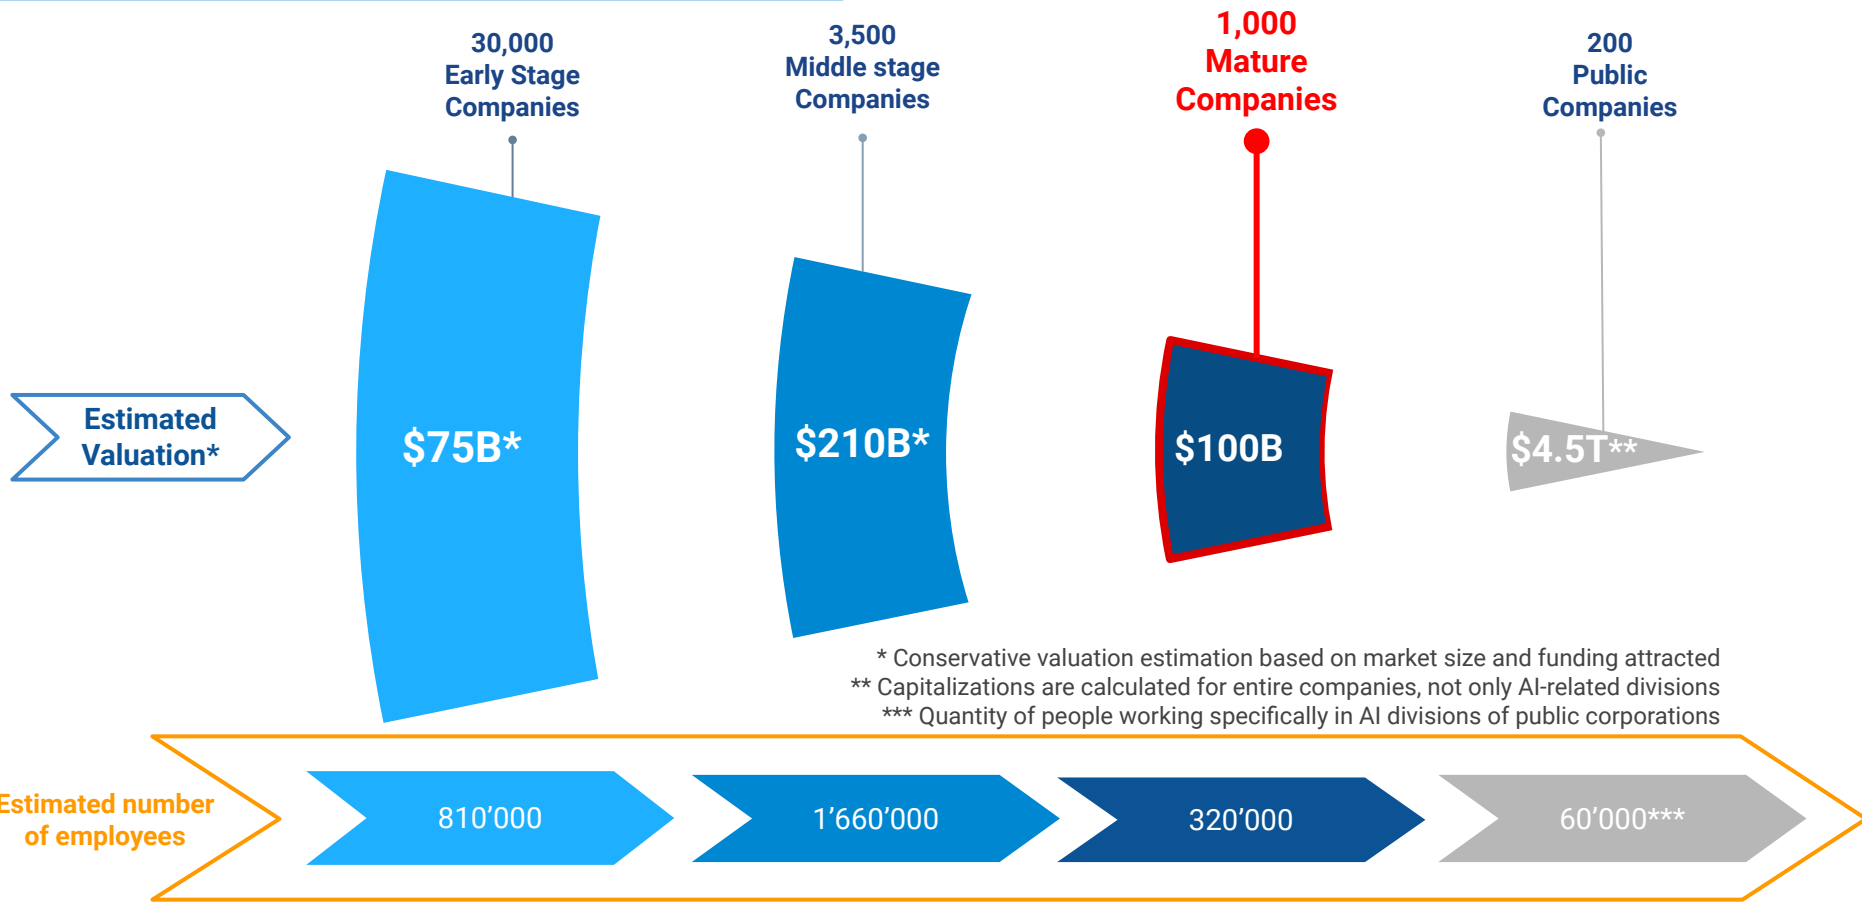 30,000
Early Stage
Companies
3,500
Middle stage
Companies
1,000
Mature
Companies
200
Public
Companies
Estimated
Valuation*
$75B*
$210B*
$100B
$4.5T**
* Conservative valuation estimation based on market size and funding attracted
** Capitalizations are calculated for entire companies, not only AI-related divisions
*** Quantity of people working specifically in AI divisions of public corporations
Estimated number
of employees
810’000
1’660’000
320’000
60’000***